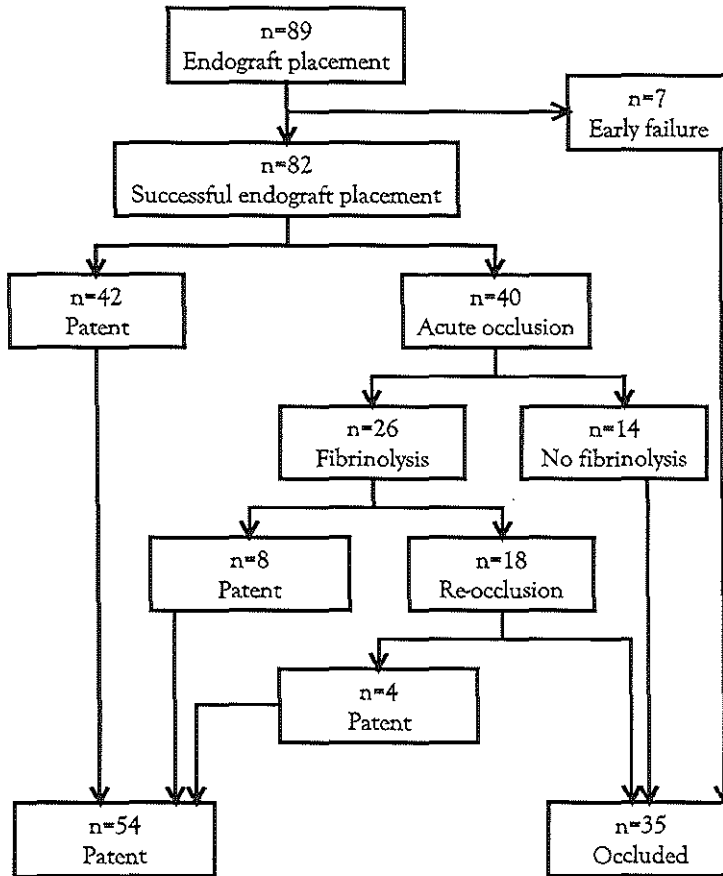 n=89
Endograft placement
n=7
Early failure
n=82
Successful endograft placement
n=42
Patent
n=40
Acute occlusion
n=26
Fibrinolysis
n=14
No fibrinolysis
n=8
Patent
n=18
Re-occlusion
n=4
Patent
n=54
Patent
n=35
Occluded